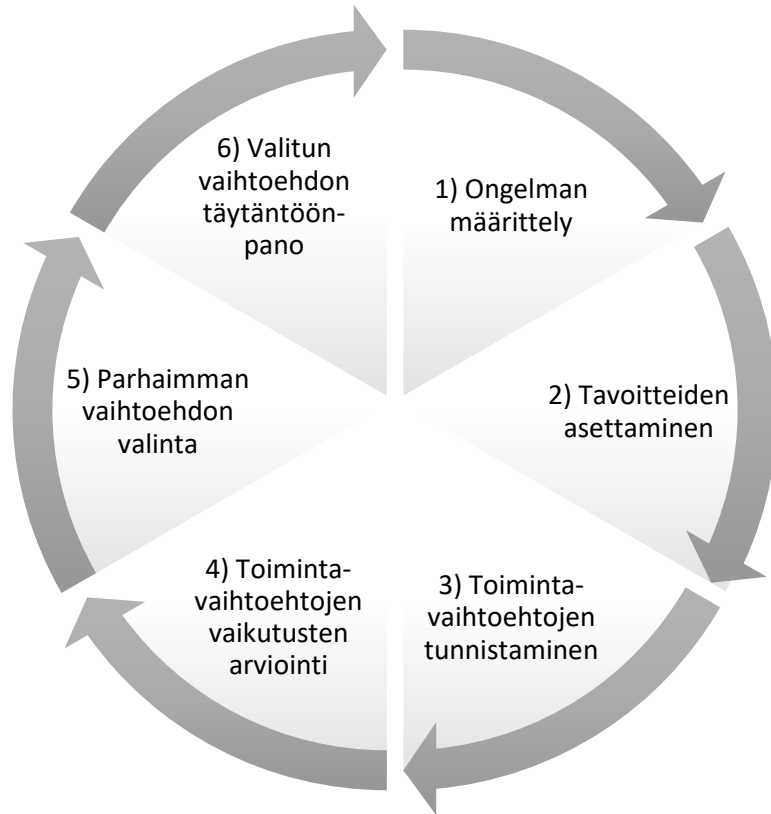 1) Ongelman
määrittely
2) Tavoitteiden
asettaminen
3) Toiminta-
vaihtoehtojen
tunnistaminen
4) Toiminta-
vaihtoehtojen
vaikutusten
arviointi
5) Parhaimman
vaihtoehdon
valinta
6) Valitun
vaihtoehdon
täytäntöön-
pano